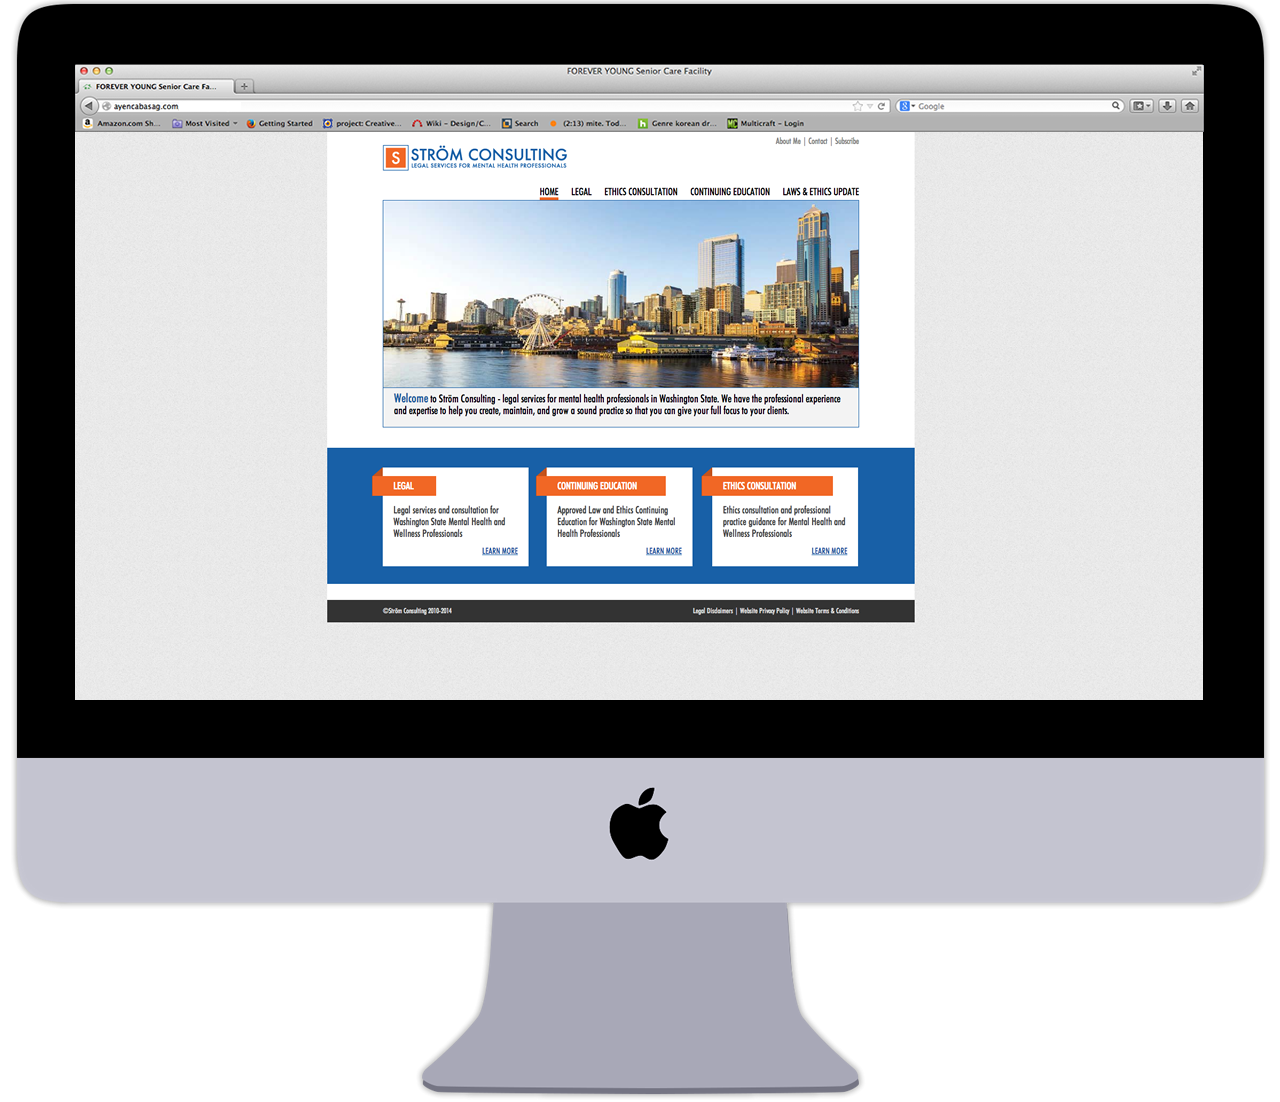 FOREVER YOUNG Senior Care Facility
FOREVER YOUNG Senior Care Fa...
ayencabasag.com
Google
Amazon.com Sh... Most Visited Getting Started project: Creative... Wiki – Design/C... Search (2:13) mite. Tod... Genre korean dr... Multicraft – Login
About Me | Contact | Subscribe
S STRÖM CONSULTING
LEGAL SERVICES FOR MENTAL HEALTH PROFESSIONALS
HOME LEGAL ETHICS CONSULTATION CONTINUING EDUCATION LAWS & ETHICS UPDATE
Welcome to Ström Consulting - legal services for mental health professionals in Washington State. We have the professional experience
and expertise to help you create, maintain, and grow a sound practice so that you can give your full focus to your clients.
LEGAL
Legal services and consultation for
Washington State Mental Health and
Wellness Professionals
LEARN MORE
CONTINUING EDUCATION
Approved Law and Ethics Continuing
Education for Washington State Mental
Health Professionals
LEARN MORE
ETHICS CONSULTATION
Ethics consultation and professional
practice guidance for Mental Health and
Wellness Professionals
LEARN MORE
©Ström Consulting 2010-2014
Legal Disclaimers | Website Privacy Policy | Website Terms & Conditions